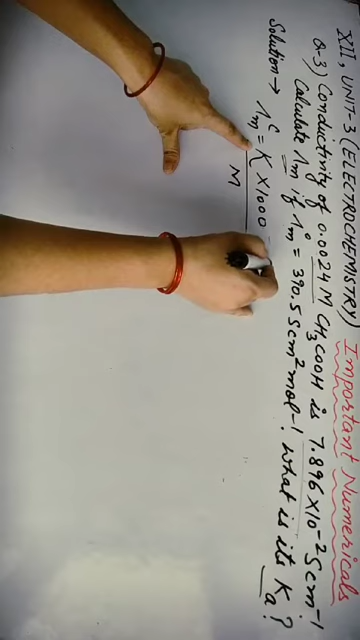 XII, UNIT-3 (ELECTROCHEMISTRY) Important Numericals
Q-3) Conductivity of 0.0024 M CH₃COOH is 7.896×10⁻² S cm⁻¹.
Calculate Λm if Λ°m = 390.5 S cm² mol⁻¹. What is its Ka?
Solution → Λᶜm = K × 1000
M